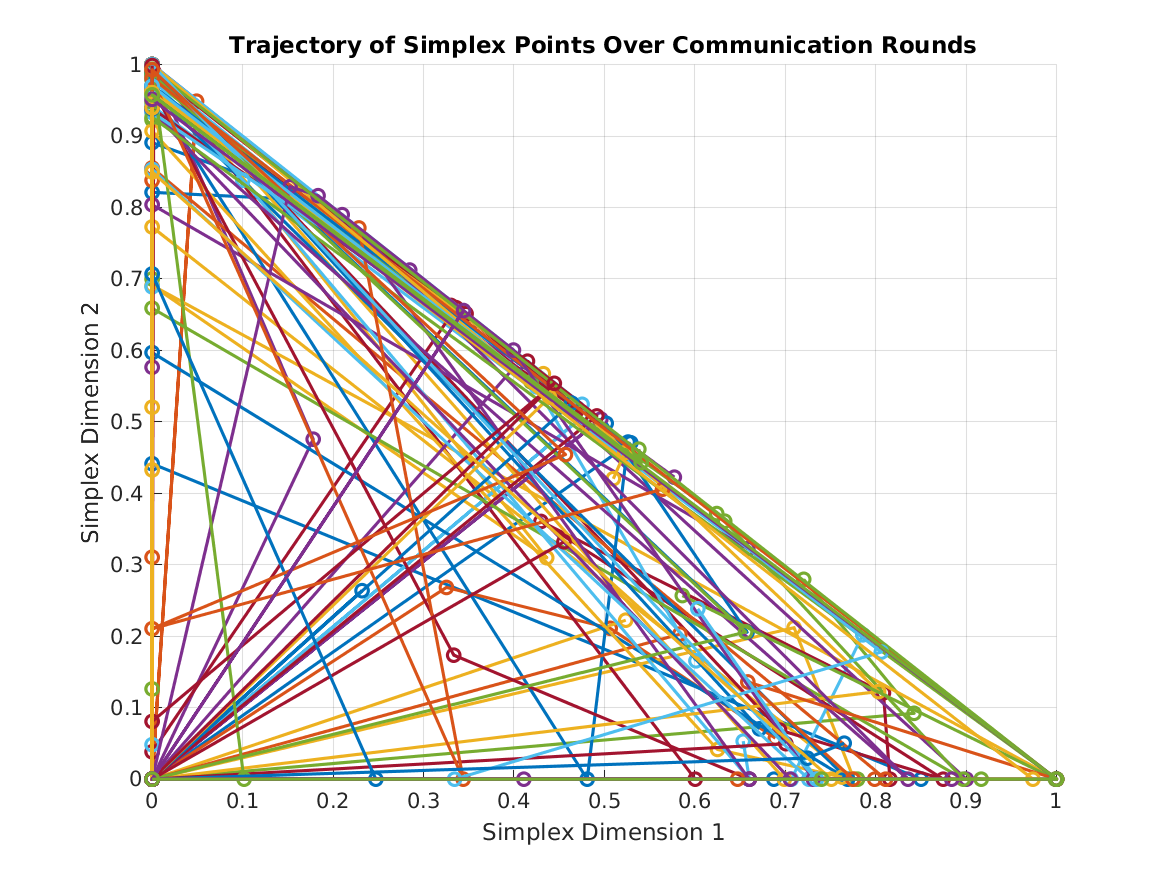 Trajectory of Simplex Points Over Communication Rounds
1
0.9
0.8
0.7
0.6
0.5
0.4
0.3
0.2
0.1
0
Simplex Dimension 2
0 0.1 0.2 0.3 0.4 0.5 0.6 0.7 0.8 0.9 1
Simplex Dimension 1